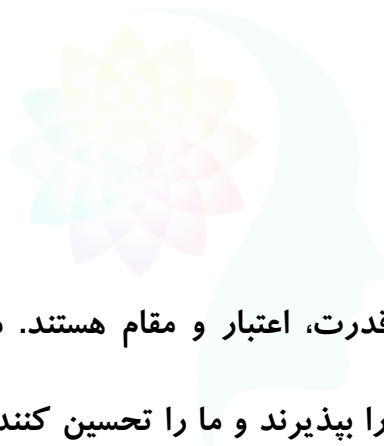 قدرت، اعتبار و مقام هستند.
را بپذیرند و ما را تحسین کنند